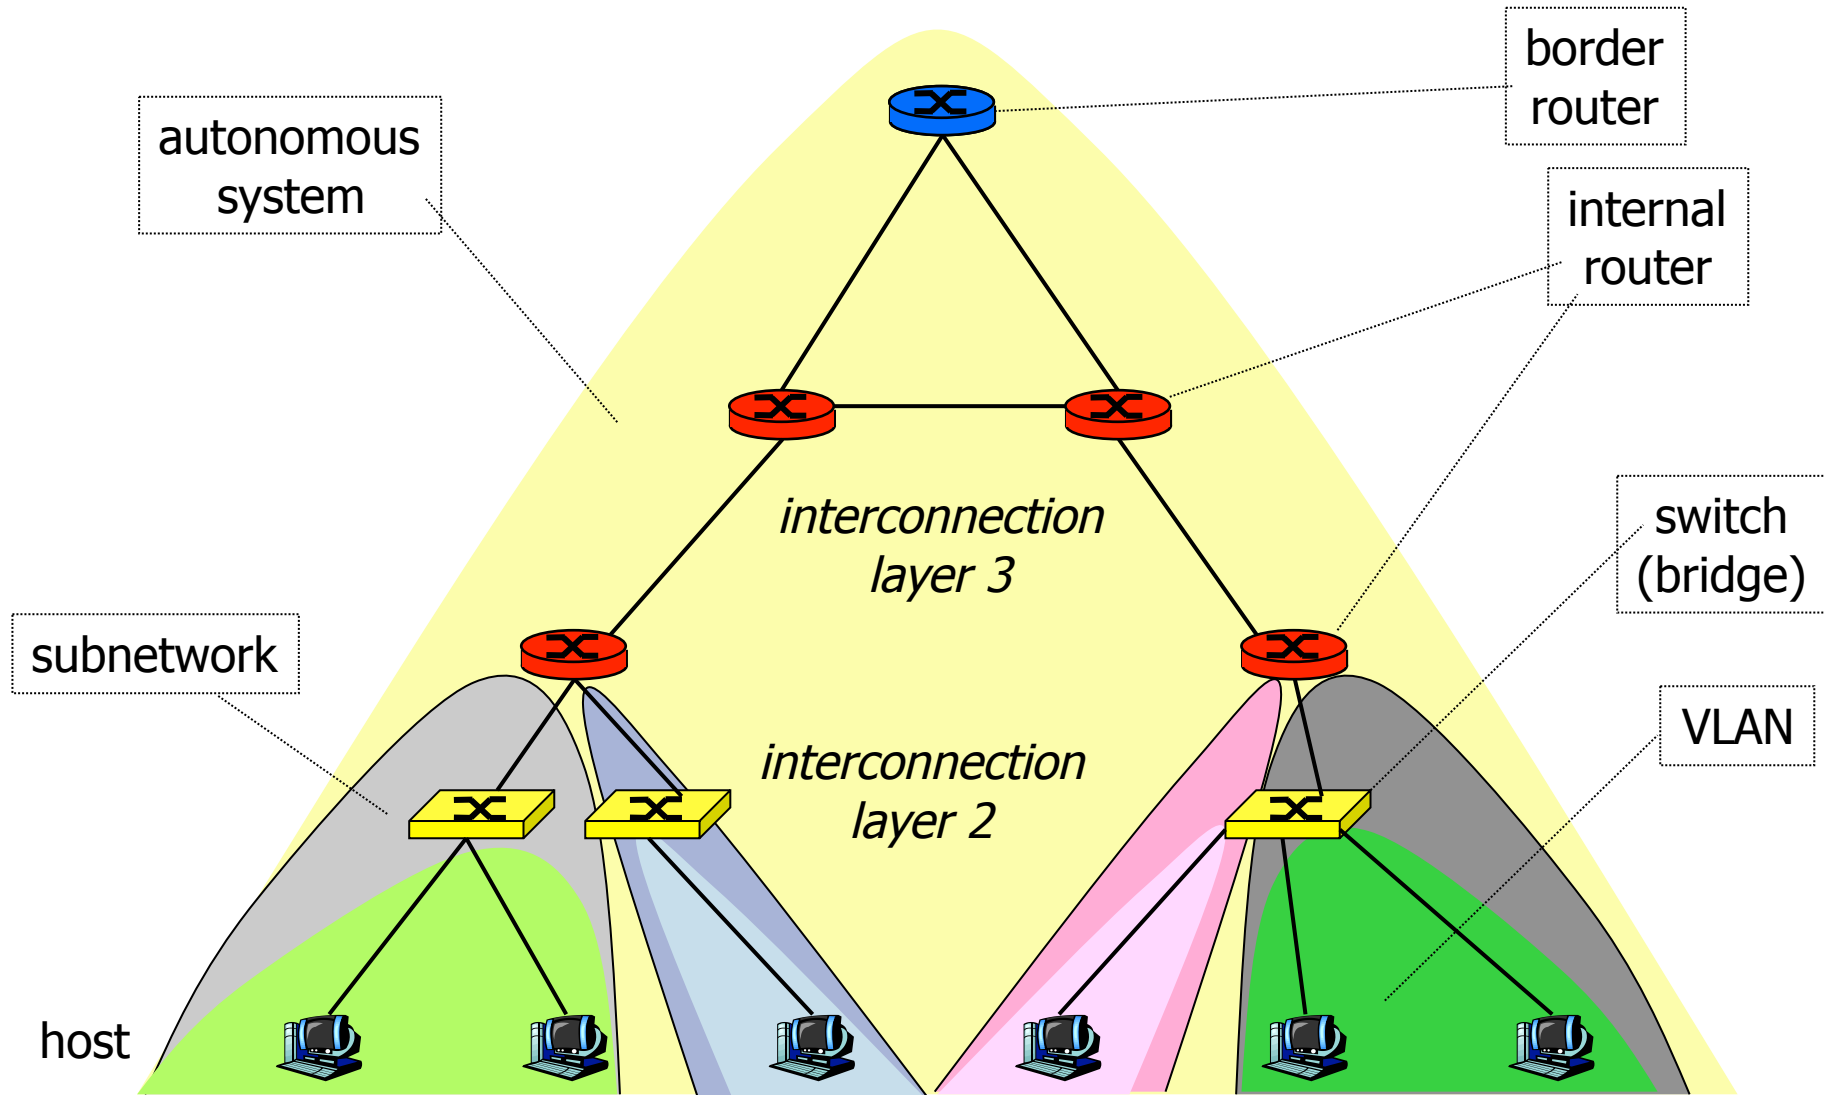 border
router
autonomous
system
internal
router
interconnection
layer 3
switch
(bridge)
subnetwork
VLAN
interconnection
layer 2
host